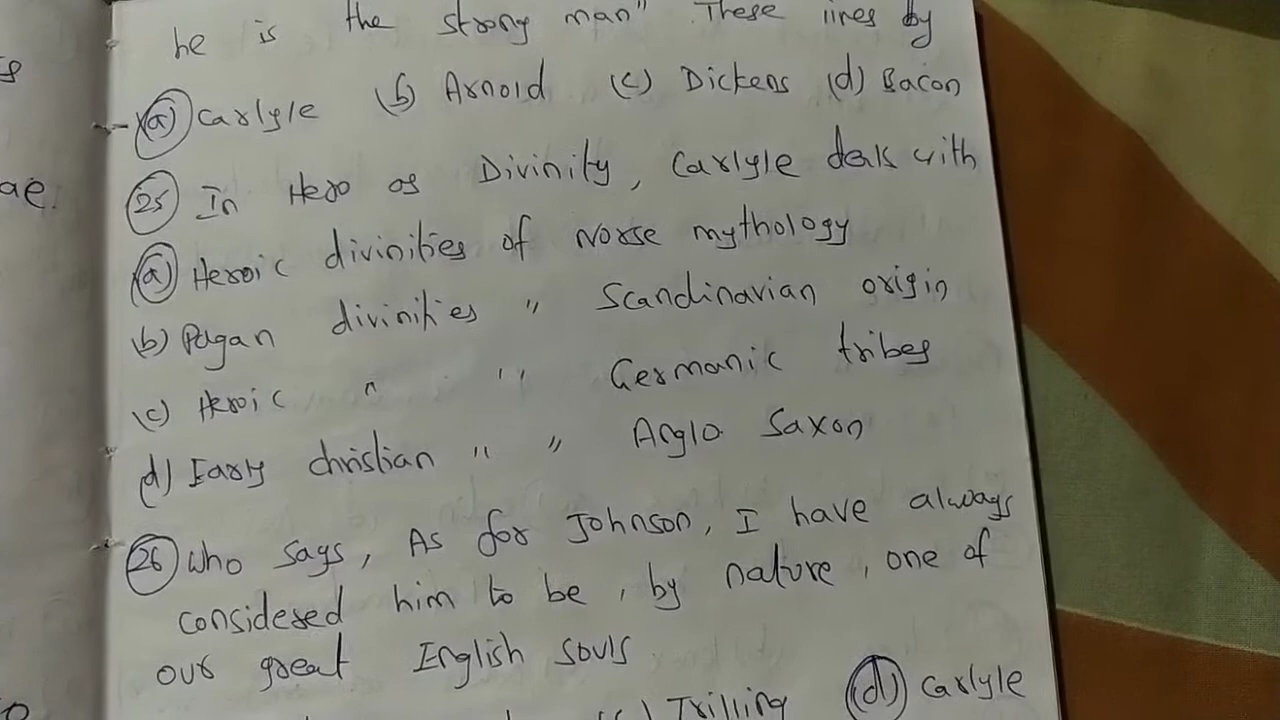 he is the strong man" These lines by
(a) Carlyle (b) Arnold (c) Dickens (d) Bacon
(25) In Hero as Divinity, Carlyle deals with
(a) Heroic divinities of Norse mythology
(b) Pagan divinities " Scandinavian origin
(c) Heroic " " Germanic tribes
(d) Early christian " " Anglo Saxon
(26) Who says, As for Johnson, I have always
considered him to be, by nature, one of
our great English souls
(c) Trilling (d) Carlyle
ae